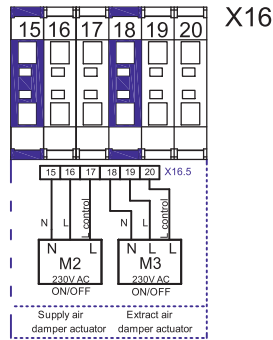 X16
15 16 17 18 19 20
15 16 17 18 19 20 X16.5
N L L control L control
N L N L L
M2 M3
230V AC 230V AC
ON/OFF ON/OFF
Supply air Extract air
damper actuator damper actuator